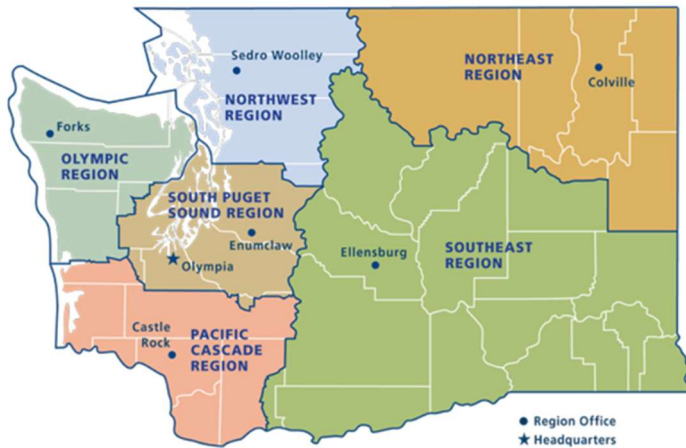 Sedro Woolley
NORTHWEST
REGION
NORTHEAST
REGION
Colville
Forks
OLYMPIC
REGION
SOUTH PUGET
SOUND REGION
Enumclaw
Olympia
Ellensburg
SOUTHEAST
REGION
Castle
Rock
PACIFIC
CASCADE
REGION
Region Office
Headquarters